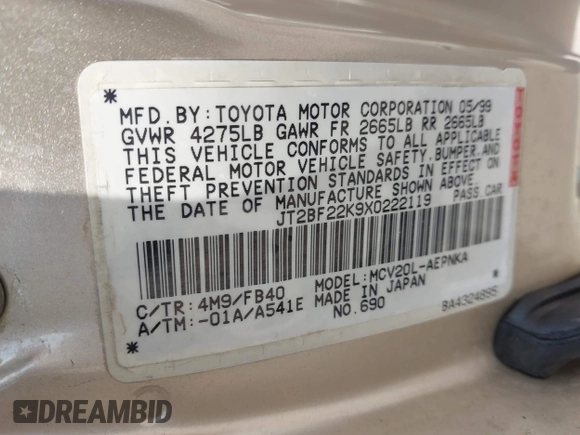 * MFD. BY: TOYOTA MOTOR CORPORATION 05/99
GVWR 4275LB GAWR FR 2665LB RR 2665LB
THIS VEHICLE CONFORMS TO ALL APPLICABLE
FEDERAL MOTOR VEHICLE SAFETY, BUMPER, AND
THEFT PREVENTION STANDARDS IN EFFECT ON
THE DATE OF MANUFACTURE SHOWN ABOVE.
JT2BF22K9X0222119 PASS. CAR
TOYOTA
MODEL: MCV20L-AEPNKA
C/TR: 4M9/FB40 MADE IN JAPAN
A/TM: -01A/A541E NO. 690 BA4324895
* *
DREAMBID